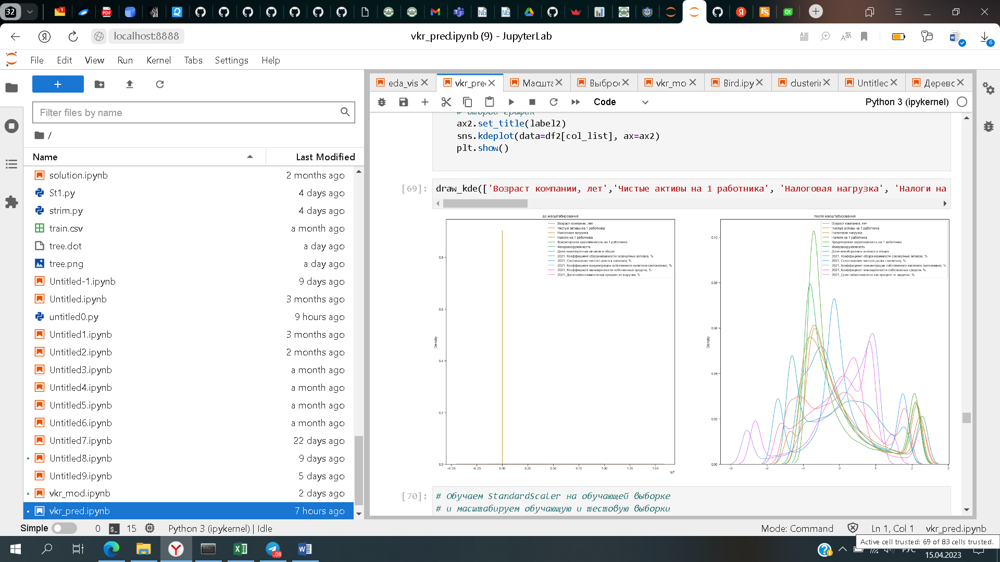 32
localhost:8888
vkr_pred.ipynb (9) - JupyterLab
6
File Edit View Run Kernel Tabs Settings Help
Filter files by name
/
Name Last Modified
solution.ipynb 2 months ago
St1.py 4 days ago
strim.py 4 days ago
train.csv a month ago
tree.dot a day ago
tree.png a day ago
Untitled-1.ipynb 9 days ago
Untitled.ipynb 3 months ago
untitled0.py 9 hours ago
Untitled1.ipynb 3 months ago
Untitled2.ipynb 2 months ago
Untitled3.ipynb a month ago
Untitled4.ipynb a month ago
Untitled5.ipynb a month ago
Untitled6.ipynb a month ago
Untitled7.ipynb 22 days ago
Untitled8.ipynb 9 days ago
Untitled9.ipynb 5 days ago
vkr_mod.ipynb 2 days ago
vkr_pred.ipynb 7 hours ago
eda_vis vkr_pre Масшта Выброс vkr_mo Bird.ipy clusterin Untitled Дерево
Code Python 3 (ipykernel)
ax2.set_title(label2)
sns.kdeplot(data=df2[col_list], ax=ax2)
plt.show()
[69]: draw_kde(['Возраст компании, лет','Чистые активы на 1 работника', 'Налоговая нагрузка', 'Налоги на
до масштабирования
Возраст компании, лет
Чистые активы на 1 работника
Налоговая нагрузка
Налоги на 1 работника
Кредиторская задолженность на 1 работника
Фондовооруженность
Доля внеоборотных активов в общих
2021, Коэффициент оборачиваемости совокупных активов, %
2021, Соотношение чистого долга к капиталу, %
2021, Коэффициент концентрации собственного капитала (автономии), %
2021, Коэффициент маневренности собственных средств, %
2021, Доля себестоимости как процент от выручки, %
Density
0.8
0.6
0.4
0.2
0.0
−0.50 −0.25 0.00 0.25 0.50 0.75 1.00 1.25 1.50
1e7
после масштабирования
Возраст компании, лет
Чистые активы на 1 работника
Налоговая нагрузка
Налоги на 1 работника
Кредиторская задолженность на 1 работника
Фондовооруженность
Доля внеоборотных активов в общих
2021, Коэффициент оборачиваемости совокупных активов, %
2021, Соотношение чистого долга к капиталу, %
2021, Коэффициент концентрации собственного капитала (автономии), %
2021, Коэффициент маневренности собственных средств, %
2021, Доля себестоимости как процент от выручки, %
Density
0.10
0.08
0.06
0.04
0.02
0.00
−3 −2 −1 0 1 2 3
[70]: # Обучаем StandardScaler на обучающей выборке
# и масштабируем обучающую и тестовую выборки
Simple 0 15 Python 3 (ipykernel) | Idle Mode: Command Ln 1, Col 1 vkr_pred.ipynb
Active cell trusted: 69 of 83 cells trusted.
РУС
15.04.2023